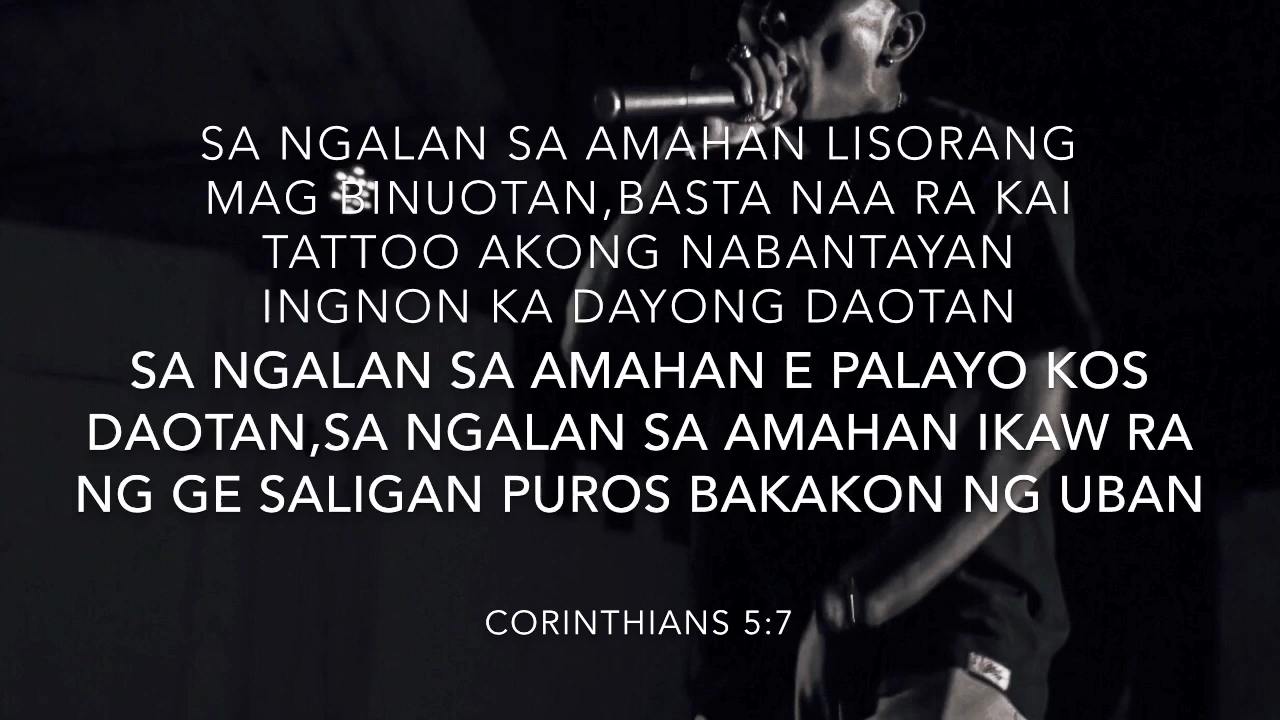 SA NGALAN SA AMAHAN LISORANG
MAG BINUOTAN,BASTA NAA RA KAI
TATTOO AKONG NABANTAYAN
INGNON KA DAYONG DAOTAN
SA NGALAN SA AMAHAN E PALAYO KOS
DAOTAN,SA NGALAN SA AMAHAN IKAW RA
NG GE SALIGAN PUROS BAKAKON NG UBAN
CORINTHIANS 5:7